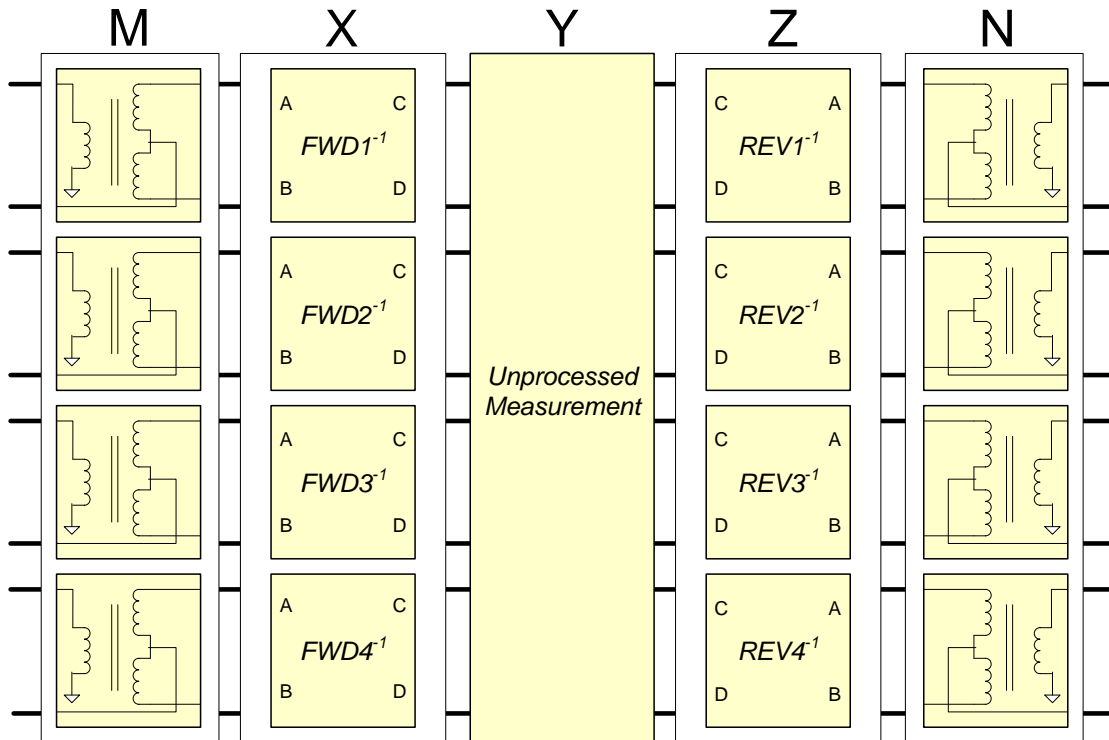 M X Y Z N
A C
FWD1⁻¹
B D
A C
FWD2⁻¹
B D
A C
FWD3⁻¹
B D
A C
FWD4⁻¹
B D
Unprocessed
Measurement
C A
REV1⁻¹
D B
C A
REV2⁻¹
D B
C A
REV3⁻¹
D B
C A
REV4⁻¹
D B